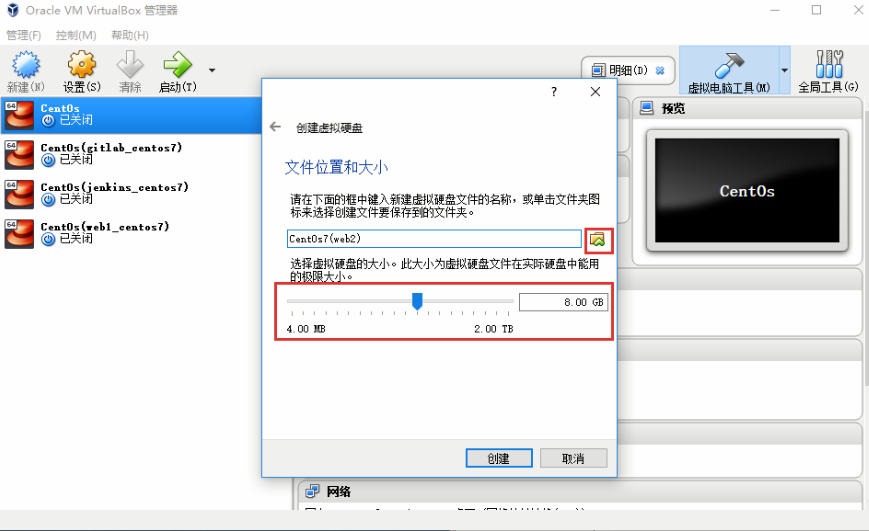 Oracle VM VirtualBox 管理器
管理(F) 控制(M) 帮助(H)
新建(N) 设置(S) 清除 启动(T)
明细(D)
虚拟电脑工具(M) 全局工具(G)
64
CentOs
已关闭
64
CentOs(gitlab_centos7)
已关闭
64
CentOs(jenkins_centos7)
已关闭
64
CentOs(web1_centos7)
已关闭
?
创建虚拟硬盘
文件位置和大小
请在下面的框中键入新建虚拟硬盘文件的名称，或单击文件夹图
标来选择创建文件要保存到的文件夹。
CentOs7(web2)
选择虚拟硬盘的大小。此大小为虚拟硬盘文件在实际硬盘中能用
的极限大小。
8.00 GB
4.00 MB 2.00 TB
创建 取消
预览
CentOs
网络